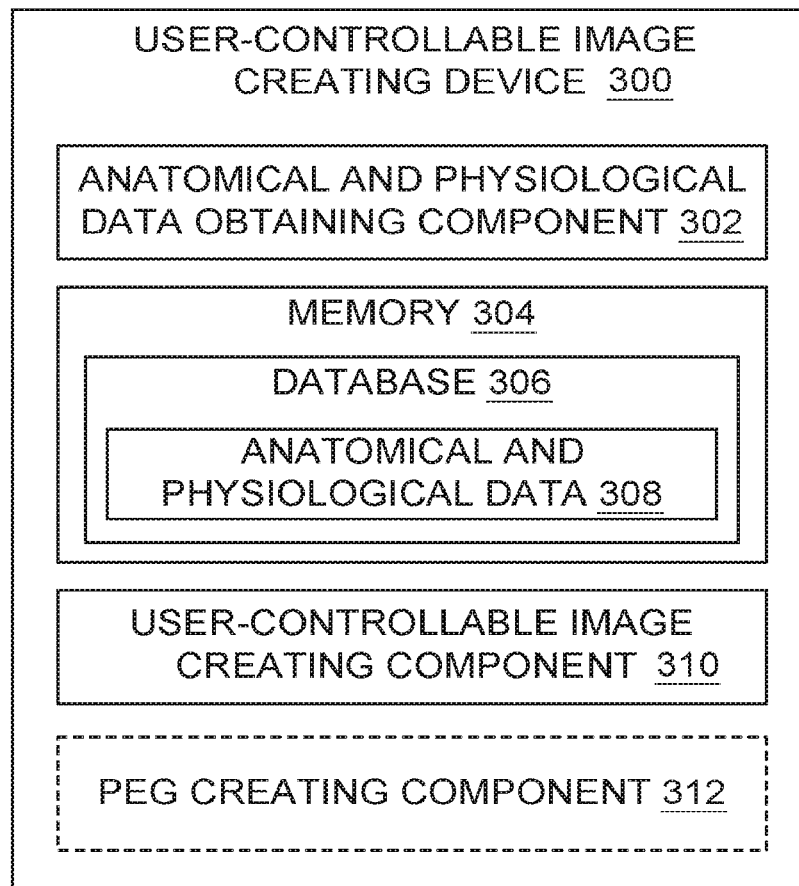 USER-CONTROLLABLE IMAGE
CREATING DEVICE 300
ANATOMICAL AND PHYSIOLOGICAL
DATA OBTAINING COMPONENT 302
MEMORY 304
DATABASE 306
ANATOMICAL AND
PHYSIOLOGICAL DATA 308
USER-CONTROLLABLE IMAGE
CREATING COMPONENT 310
PEG CREATING COMPONENT 312